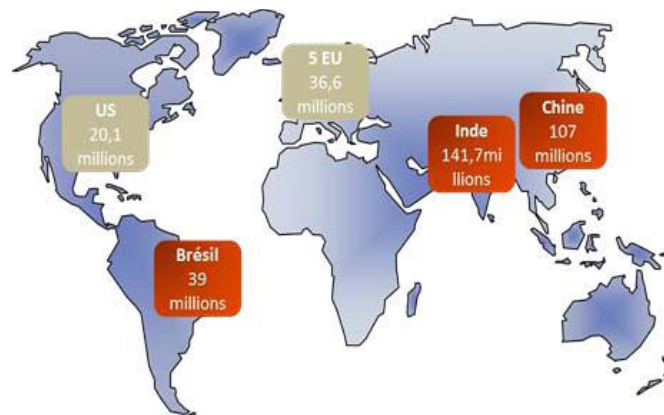 5 EU
36,6
millions
US
20,1
millions
Chine
107
millions
Inde
141,7mi
llions
Brésil
39
millions